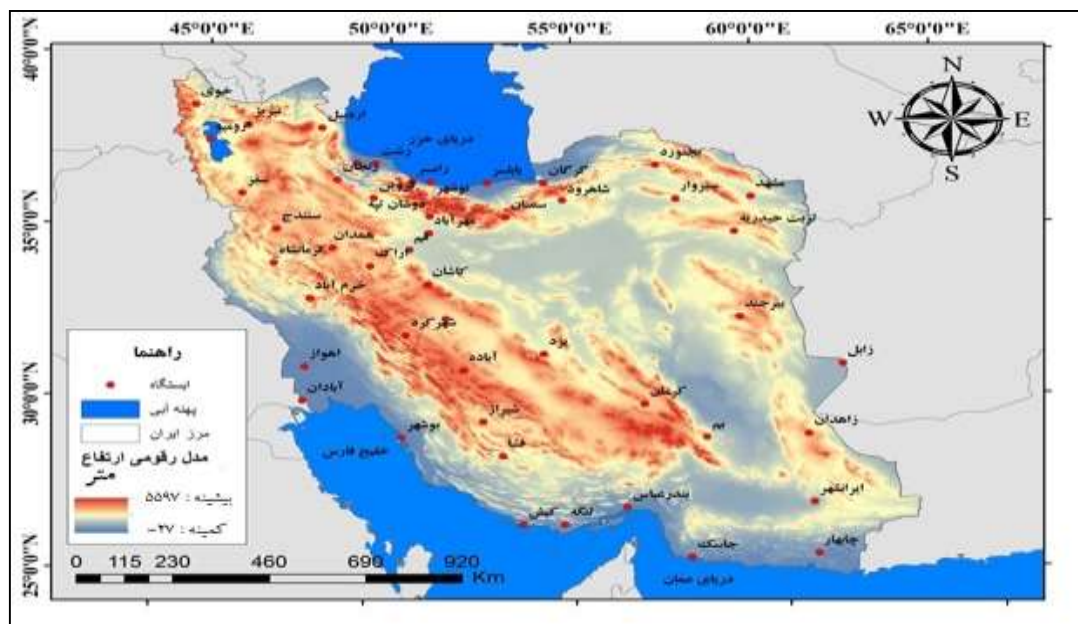 45°0'0"E 50°0'0"E 55°0'0"E 60°0'0"E 65°0'0"E
40°0'0"N
35°0'0"N
30°0'0"N
25°0'0"N
N
W E
S
خوی
تبریز
اردبیل
رومیه
دریای خزر
رشت
زنجان
رامسر
بابلسر
گرگان
بجنورد
قزوین
نوشهر
شاهرود
سبزوار
مشهد
سقز
دوشان تپه
سمنان
تربت حیدریه
سنندج
مهرآباد
همدان
قم
کرمانشاه
اراک
کاشان
خرم آباد
بیرجند
شهرکرد
یزد
زابل
اهواز
آباده
آبادان
کرمان
شیراز
بم
زاهدان
بوشهر
فسا
خلیج فارس
ایرانشهر
بندرعباس
کیش
لنگه
جاسک
چابهار
دریای عمان
راهنما
ایستگاه
پهنه آبی
مرز ایران
مدل رقومی ارتفاع
متر
بیشینه : ۵۵۹۷
کمینه : ۲۷-
0 115 230 460 690 920
Km